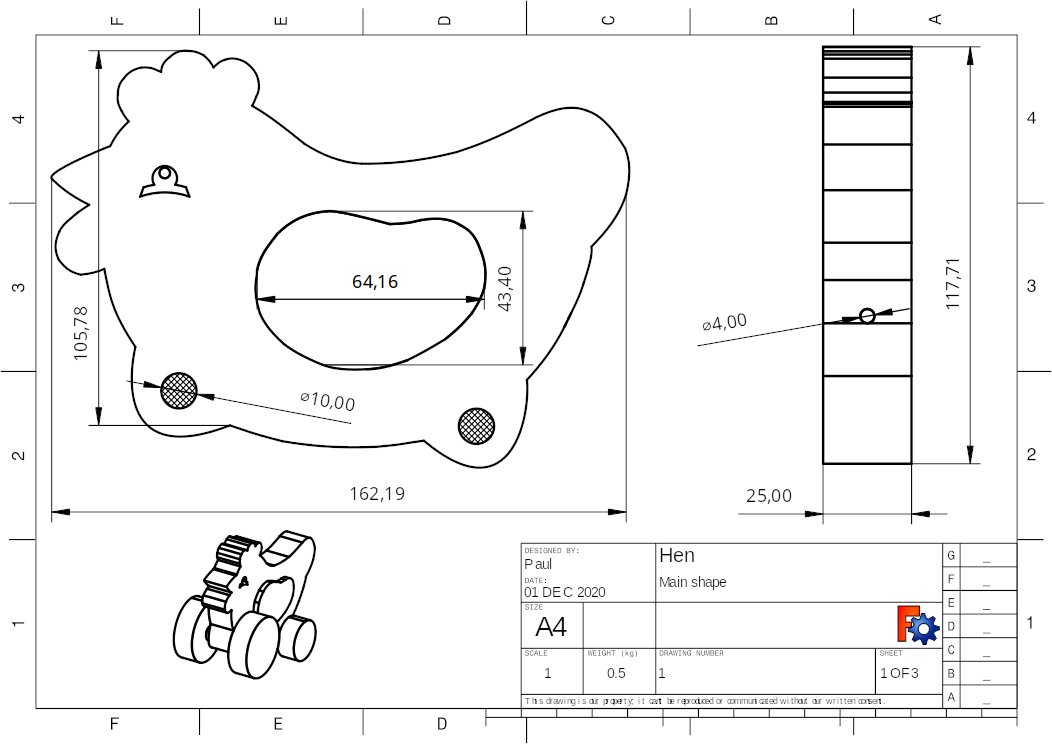 F E D C B A
4 4
64,16
43,40
105,78
117,71
⌀4,00
3 3
⌀10,00
2 2
162,19
25,00
DESIGNED BY:
Paul
DATE:
01 DEC 2020
Hen
Main shape
SIZE
A4
SCALE
1
WEIGHT (kg)
0.5
DRAWING NUMBER
1
SHEET
1 OF 3
This drawing is our property; it can't be reproduced or communicated without our written consent.
G _
F _
E _
D _
C _
B _
A _
1 1
F E D C B A